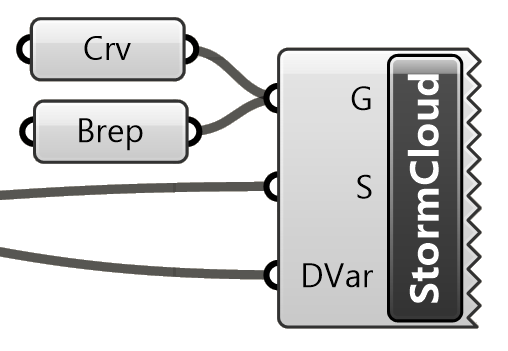 Crv
Brep
G
S
DVar
StormCloud